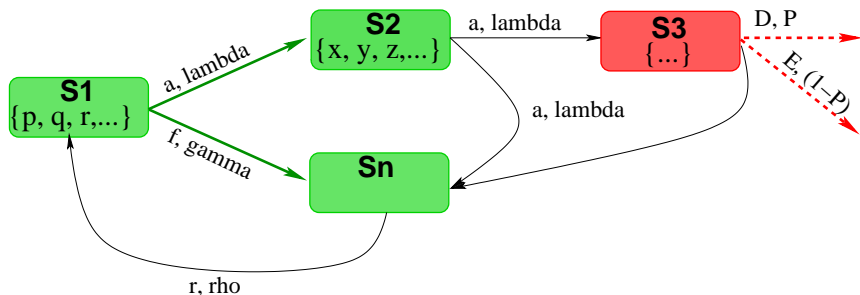 S1
{p, q, r,...}
a, lambda
f, gamma
S2
{x, y, z,...}
a, lambda
a, lambda
S3
{...}
D, P
E, (1–P)
Sn
r, rho